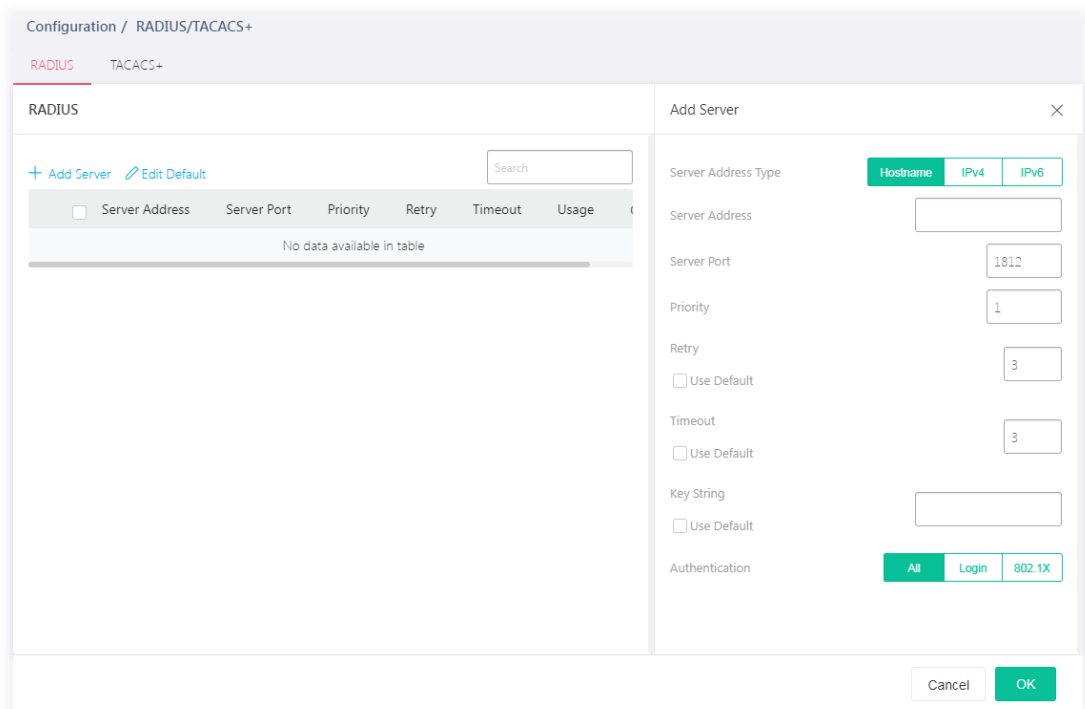 Configuration / RADIUS/TACACS+
RADIUS TACACS+
RADIUS
Add Server Edit Default
Search
Server Address Server Port Priority Retry Timeout Usage
No data available in table
Add Server
Server Address Type Hostname IPv4 IPv6
Server Address
Server Port 1812
Priority 1
Retry 3
Use Default
Timeout 3
Use Default
Key String
Use Default
Authentication All Login 802.1X
Cancel OK